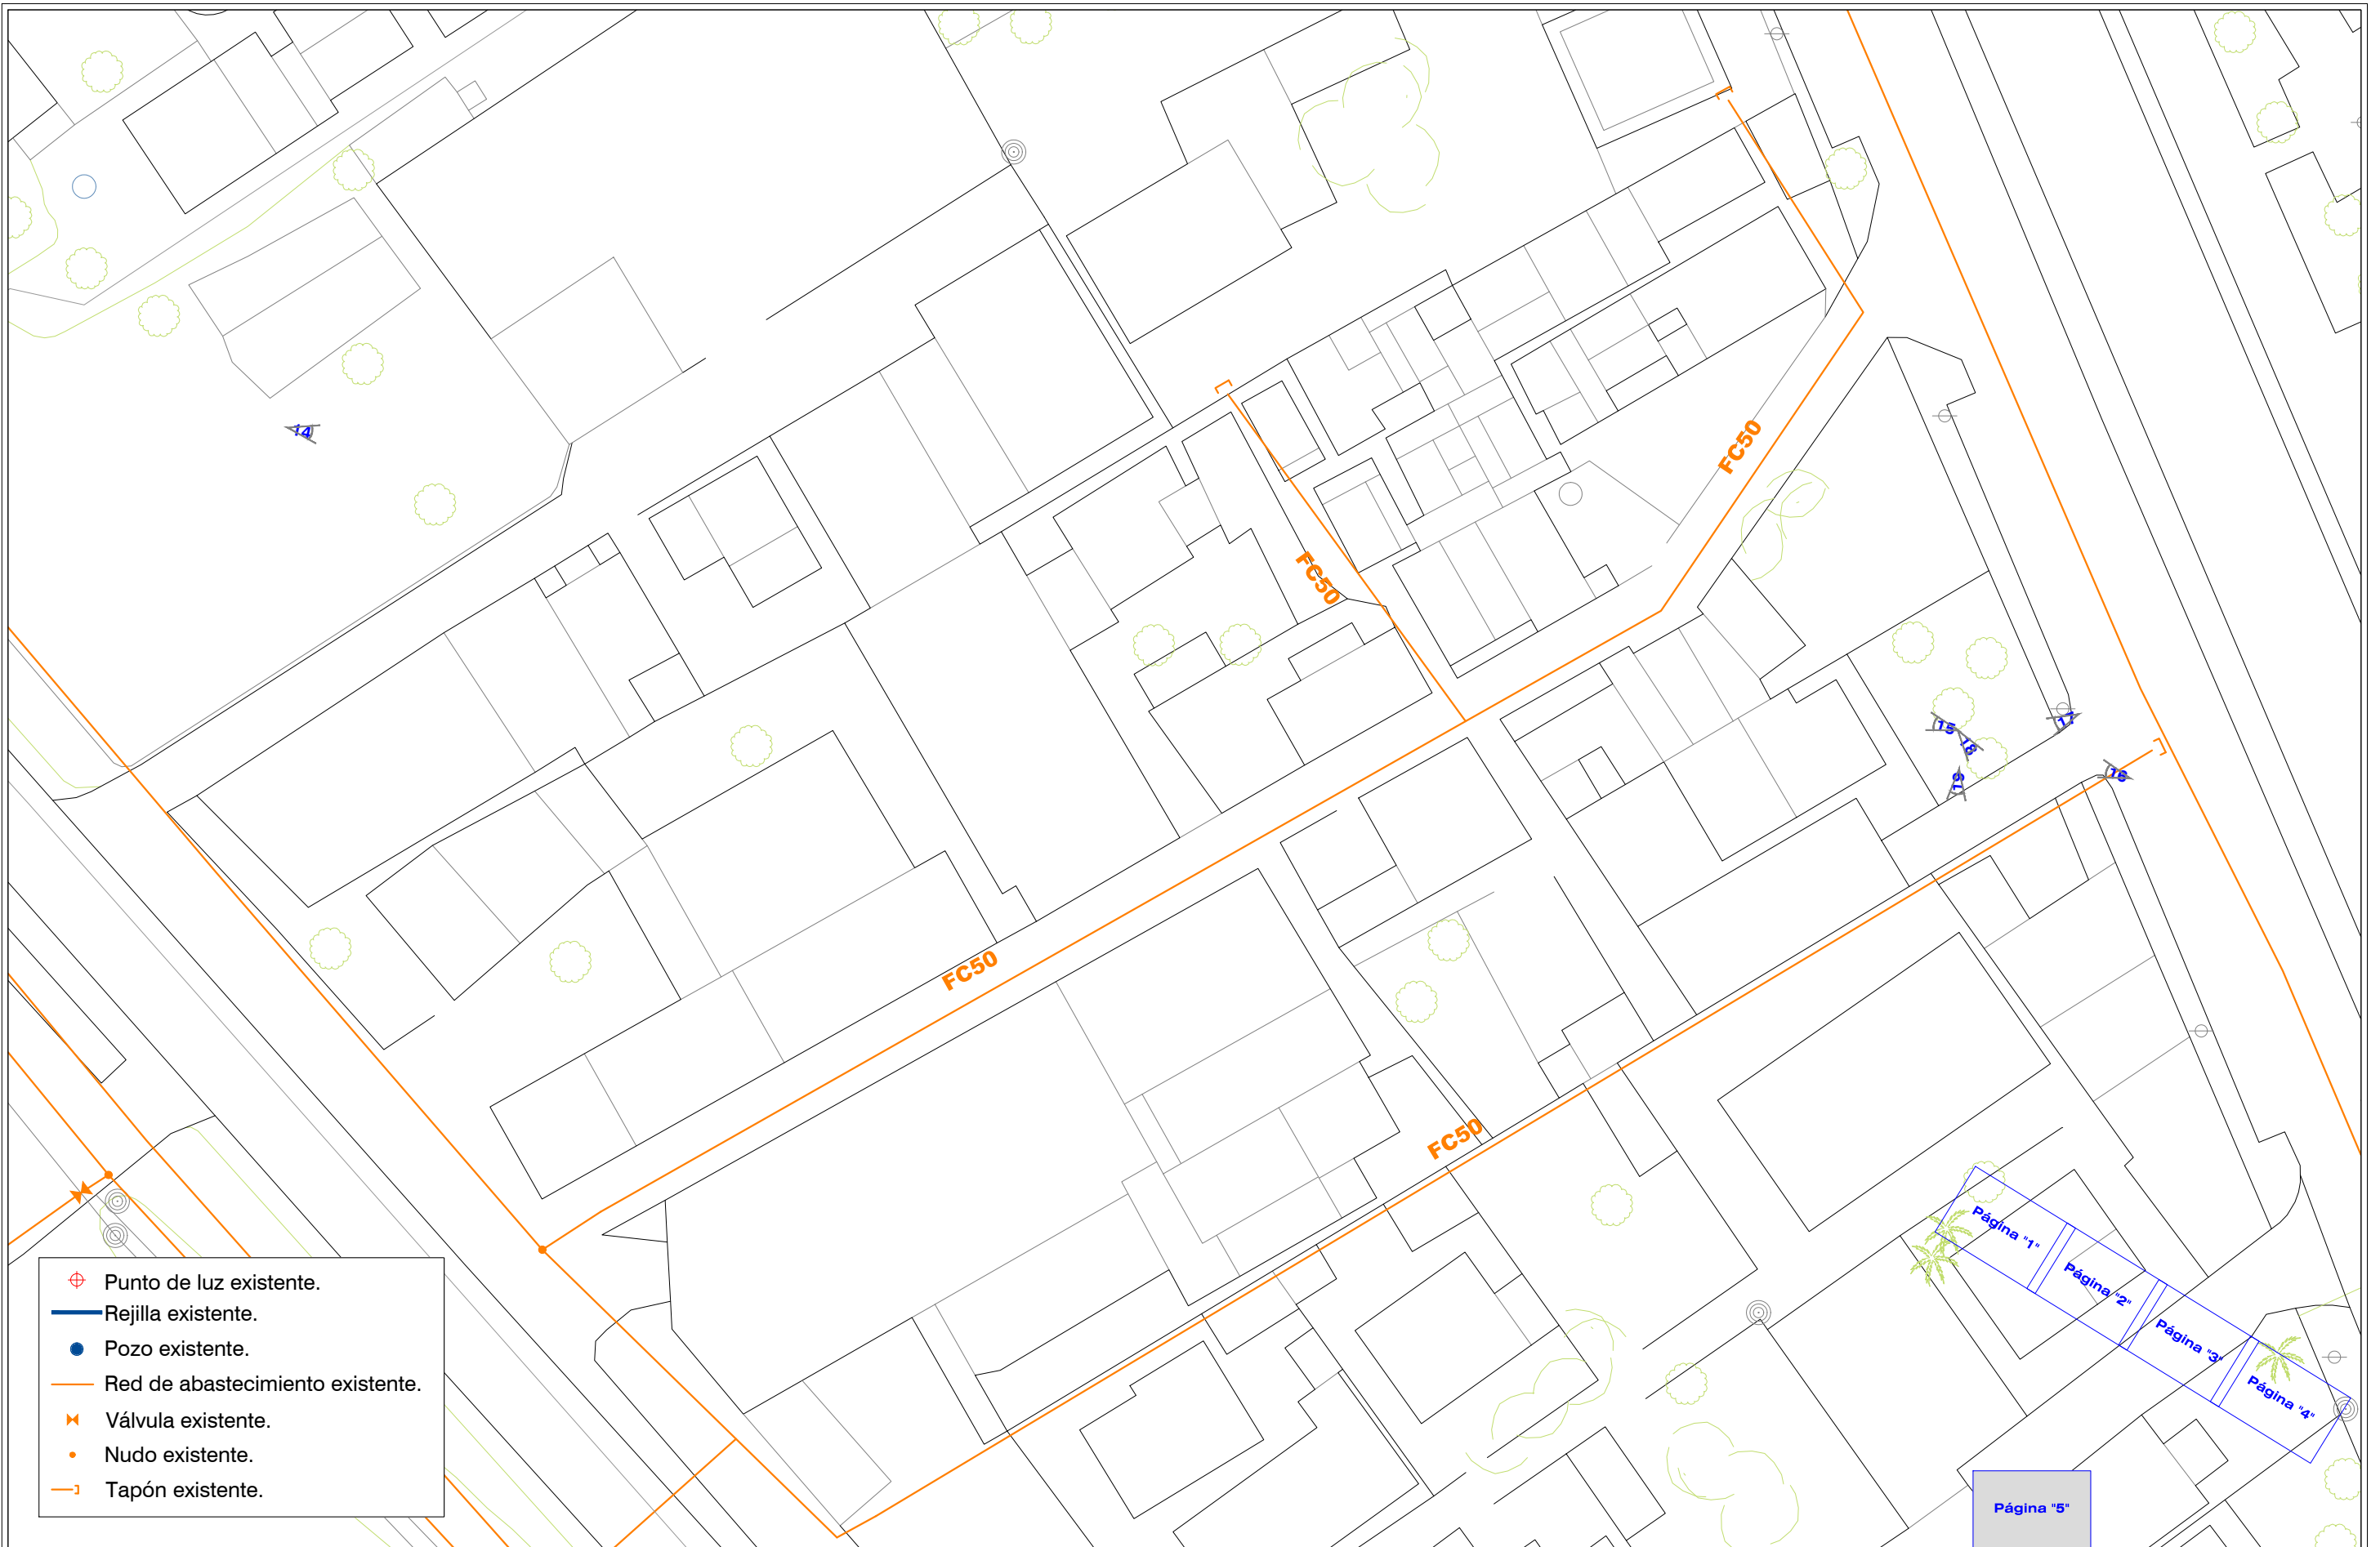 14
FC50
FC50
15
17
18
16
19
FC50
FC50
Página "1"
Página "2"
Página "3"
Página "4"
Página "5"
Punto de luz existente.
Rejilla existente.
Pozo existente.
Red de abastecimiento existente.
Válvula existente.
Nudo existente.
Tapón existente.